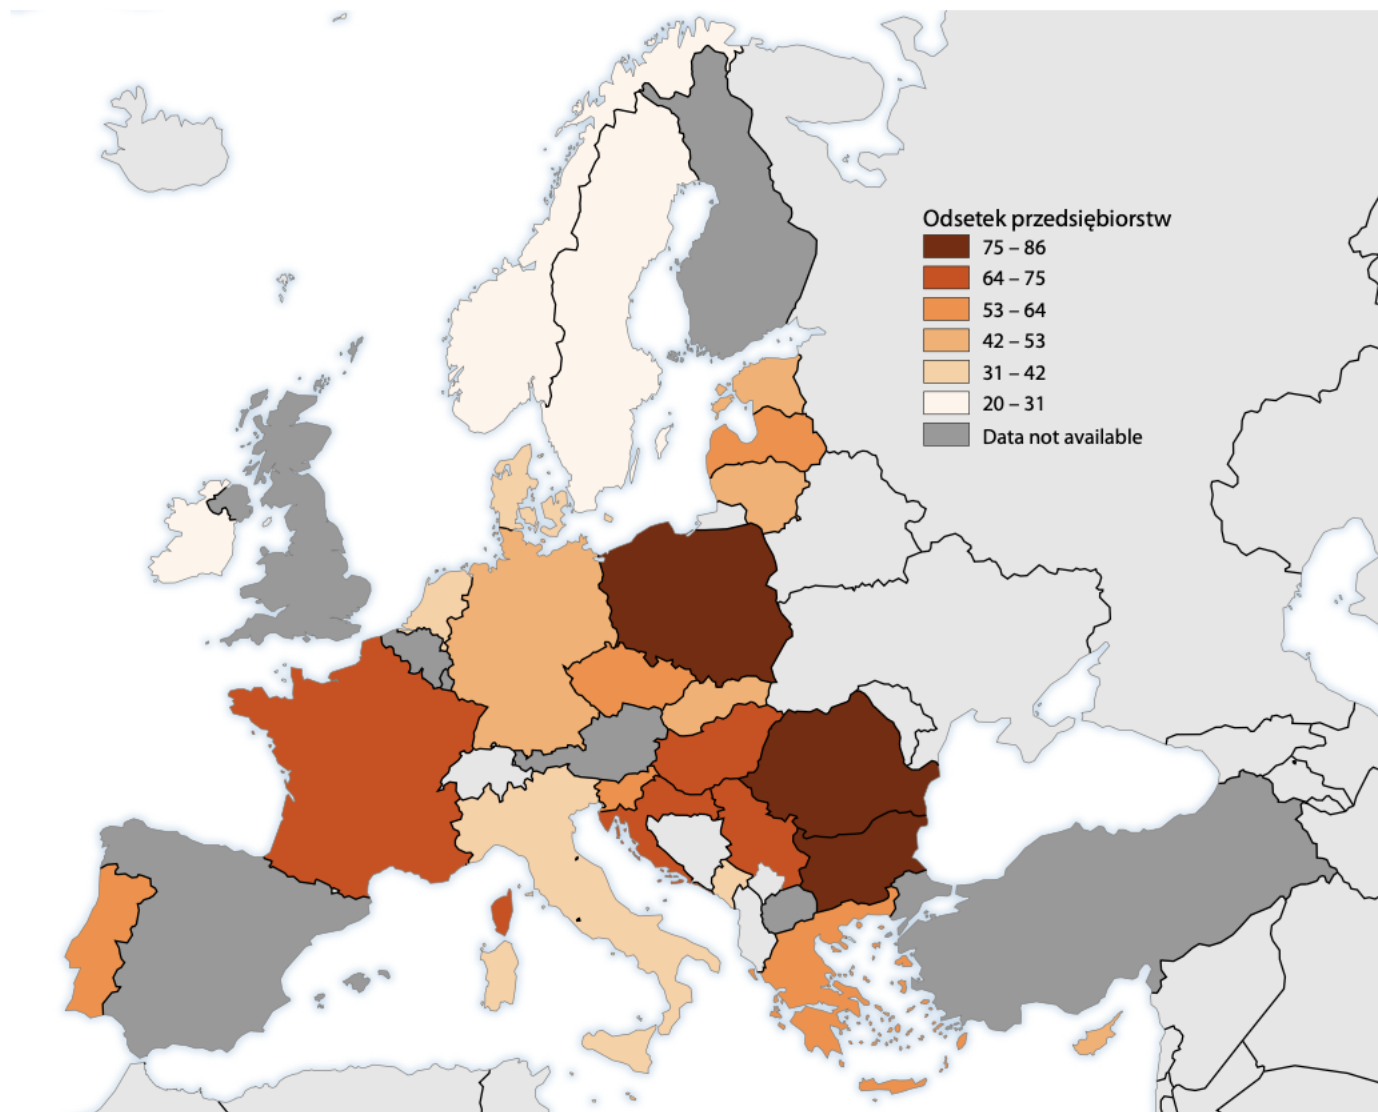 Odsetek przedsiębiorstw
75 – 86
64 – 75
53 – 64
42 – 53
31 – 42
20 – 31
Data not available